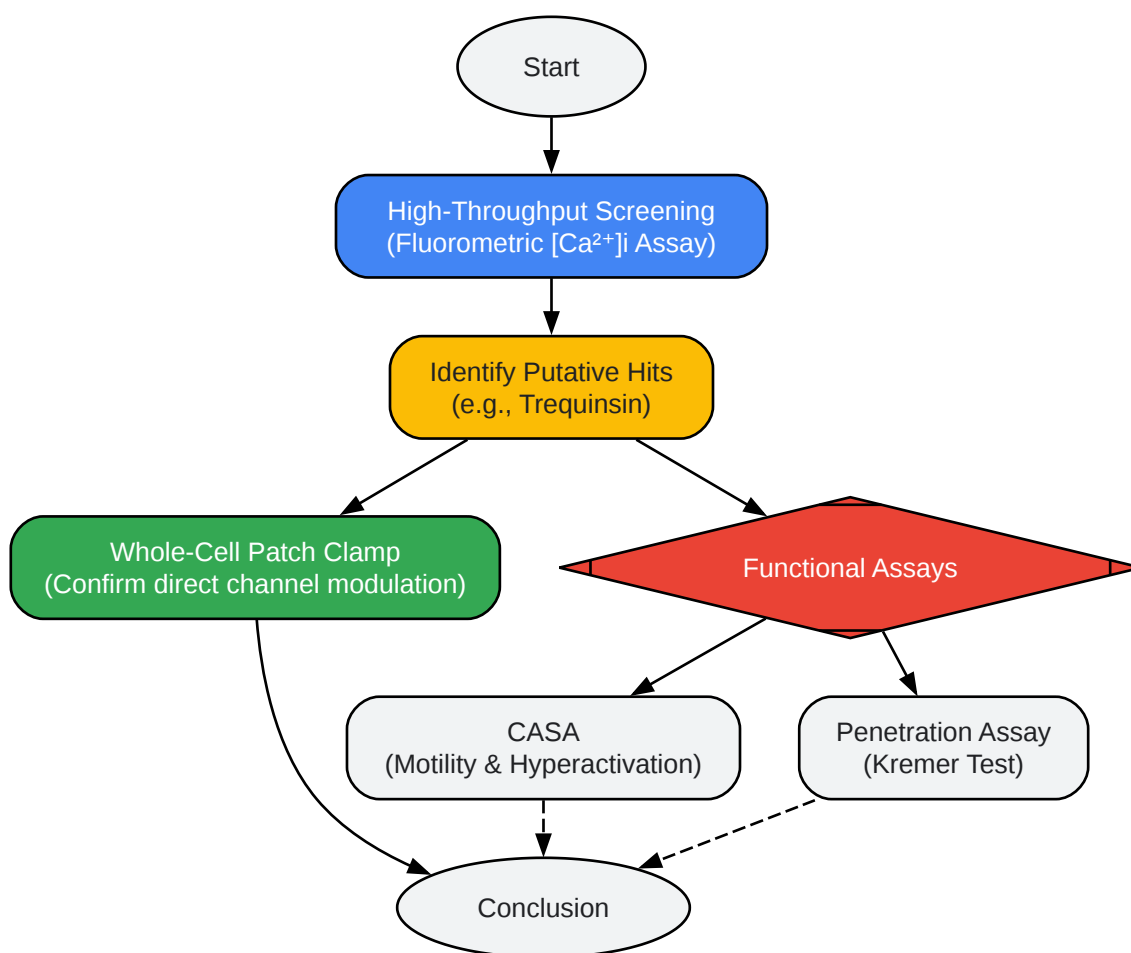 Start
High-Throughput Screening
(Fluorometric [Ca²⁺]i Assay)
Identify Putative Hits
(e.g., Trequinsin)
Whole-Cell Patch Clamp
(Confirm direct channel modulation)
Functional Assays
CASA
(Motility & Hyperactivation)
Penetration Assay
(Kremer Test)
Conclusion